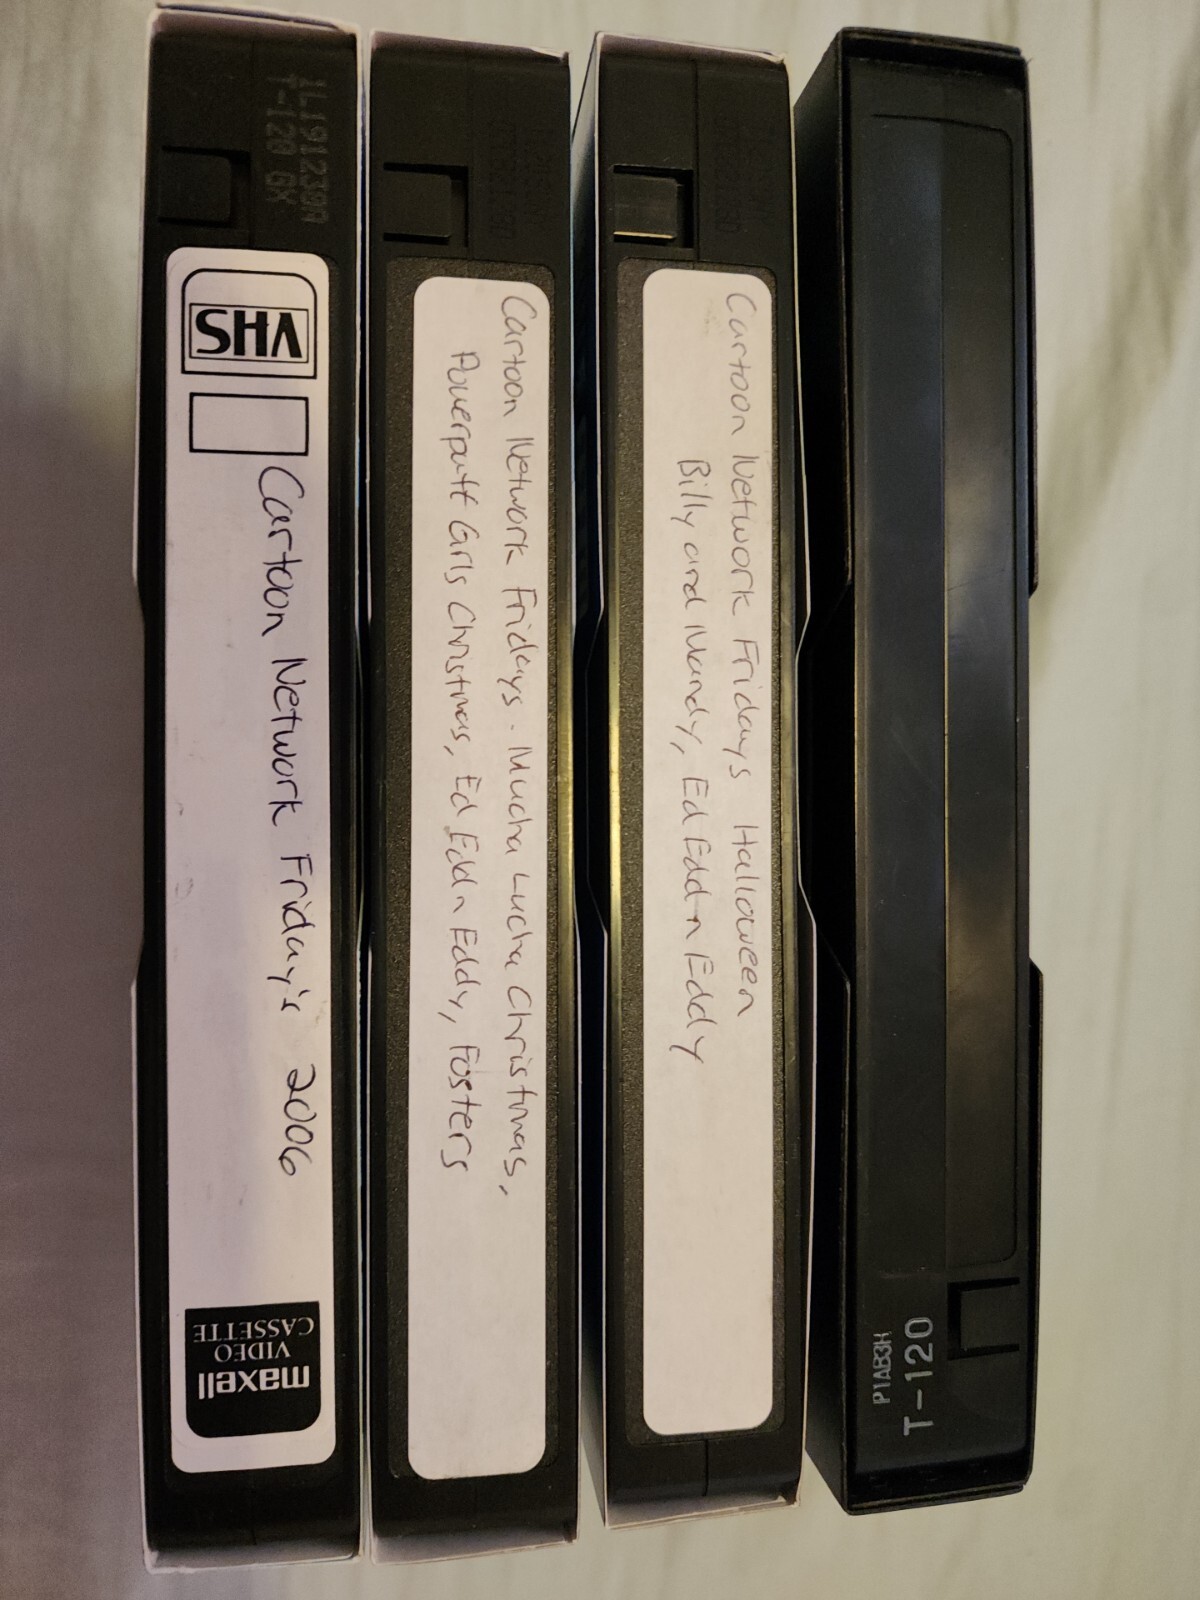 1L191230A
T-120 GX
VHS
Cartoon Network Friday's 2006
maxell
VIDEO
CASSETTE
Cartoon Network Fridays - Mucha Lucha Christmas,
Powerpuff Girls Christmas, Ed Edd n Eddy, Fosters
Cartoon Network Fridays Halloween
Billy and Mandy, Ed Edd n Eddy
P1AB3H
T-120